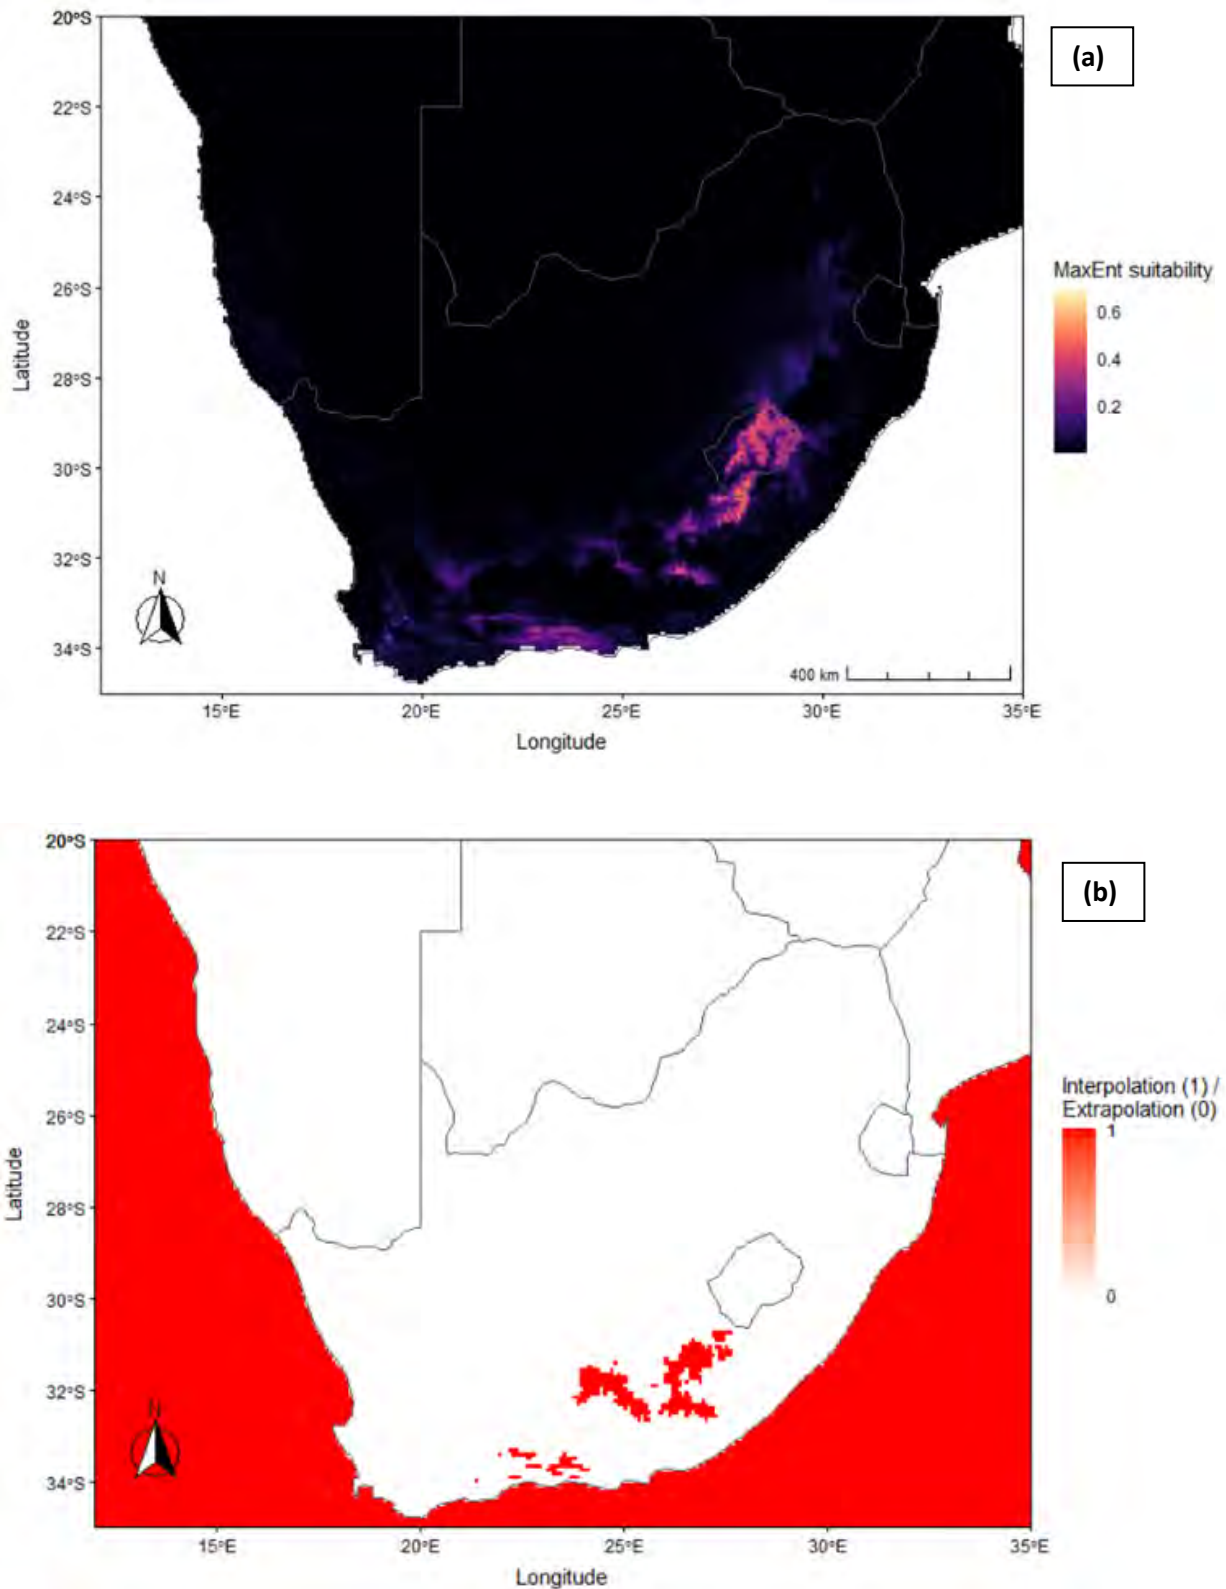 20°S
22°S
24°S
26°S
28°S
30°S
32°S
34°S
Latitude
N
400 km
15°E
20°E
25°E
30°E
35°E
Longitude
(a)
MaxEnt suitability
0.6
0.4
0.2
20°S
22°S
24°S
26°S
28°S
30°S
32°S
34°S
Latitude
N
15°E
20°E
25°E
30°E
35°E
Longitude
(b)
Interpolation (1) /
Extrapolation (0)
1
0